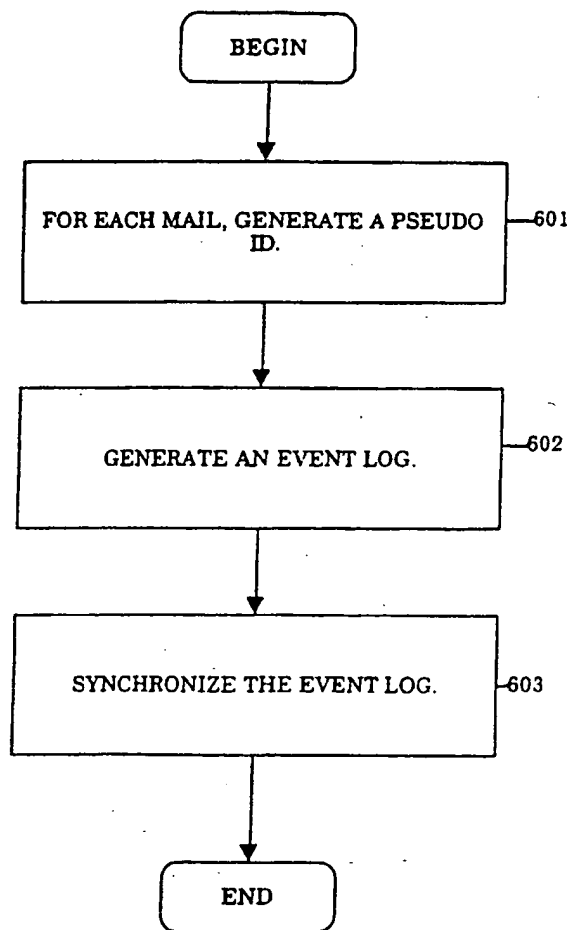 BEGIN
FOR EACH MAIL, GENERATE A PSEUDO
ID.
601
GENERATE AN EVENT LOG.
602
SYNCHRONIZE THE EVENT LOG.
603
END